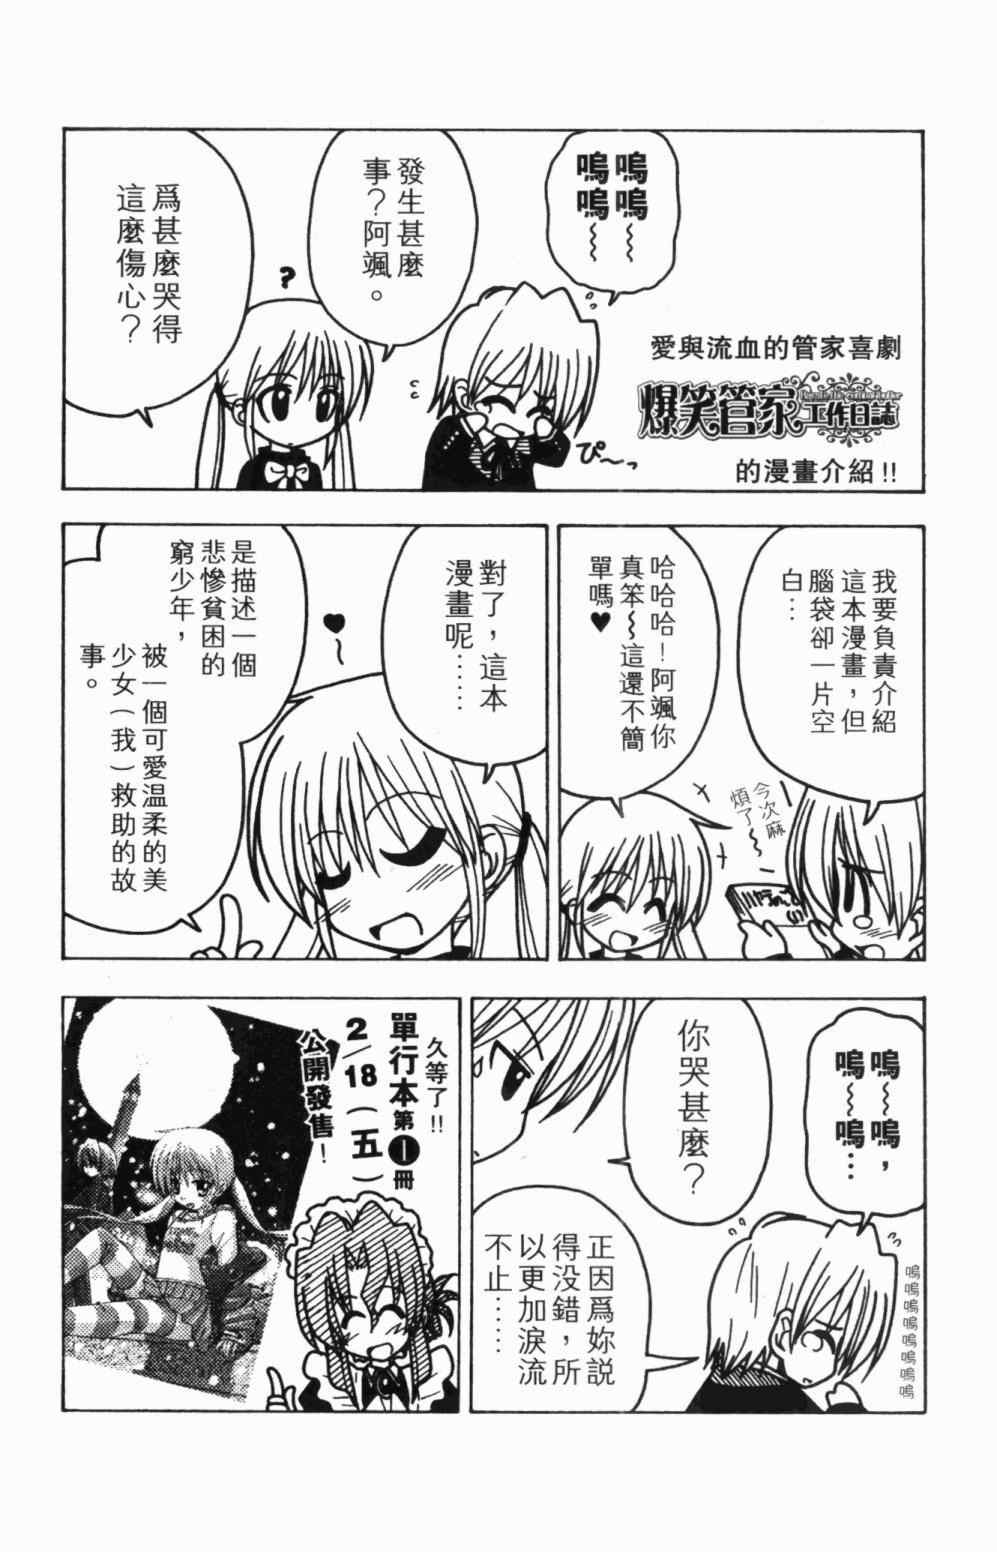 愛與流血的管家喜劇
爆笑管家工作日誌
的漫畫介紹!!
嗚嗚~
嗚嗚~
ぴ~っ
發生甚麼
事?阿颯。
?
爲甚麼哭得
這麼傷心?
我要負責介紹
這本漫畫,但
腦袋卻一片空
白…
今次麻
煩了~
哈哈哈!阿颯你
真笨~這還不簡
單嗎♥
對了,這本
漫畫呢……
♥~
是描述一個
悲慘貧困的
窮少年,
被一個可愛温柔的美
少女(我)救助的故
事。
嗚~嗚,
嗚~嗚…
嗚嗚嗚嗚嗚嗚嗚嗚
你哭甚麼?
正因爲妳説
得没錯,所
以更加淚流
不止……
久等了!!
單行本第1冊
2/18(五)
公開發售!